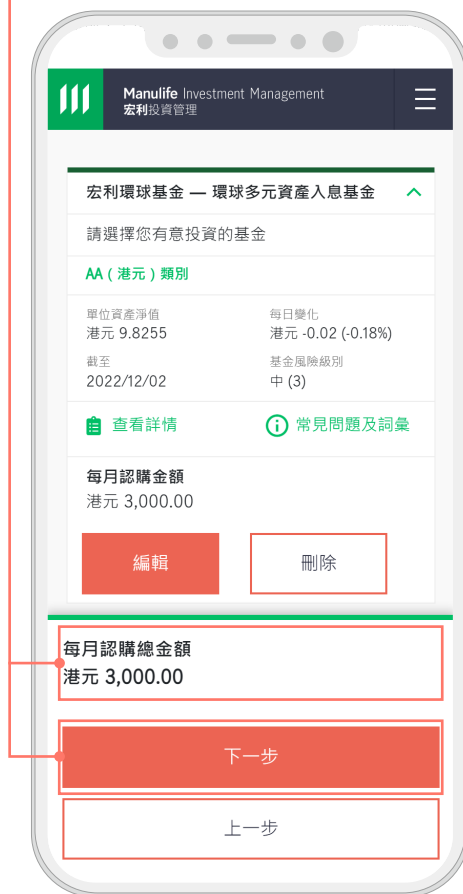 Manulife Investment Management
宏利投資管理
宏利環球基金 — 環球多元資產入息基金
請選擇您有意投資的基金
AA ( 港元 ) 類別
單位資產淨值
港元 9.8255
每日變化
港元 -0.02 (-0.18%)
截至
2022/12/02
基金風險級別
中 (3)
查看詳情
常見問題及詞彙
每月認購金額
港元 3,000.00
編輯
刪除
每月認購總金額
港元 3,000.00
下一步
上一步